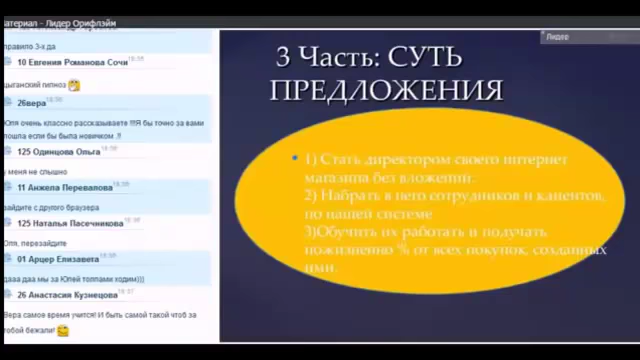 материал – Лидер Орифлэйм
правило 3-х да
10 Евгения Романова Сочи
цыганский гипноз
26вера
Юля очень классно рассказываете !!!Я бы точно за вами
пошла если бы была новичком .!!
125 Одинцова Ольга
у меня не слышно
11 Анжела Перевалова
зайдите с другого браузера
125 Наталья Пасечникова
Оля, перезайдите
01 Арцер Елизавета
дааа даа мы за Юлей толпами ходим)))
26 Анастасия Кузнецова
Вера самое время учится! И быть самой такой чтоб за
тобой бежали!
Лидер
3 Часть: СУТЬ
ПРЕДЛОЖЕНИЯ
• 1) Стать директором своего интернет
магазина без вложений.
2) Набрать в него сотрудников и клиентов,
по нашей системе
3)Обучить их работать и получать
пожизненно % от всех покупок, созданных
ими.